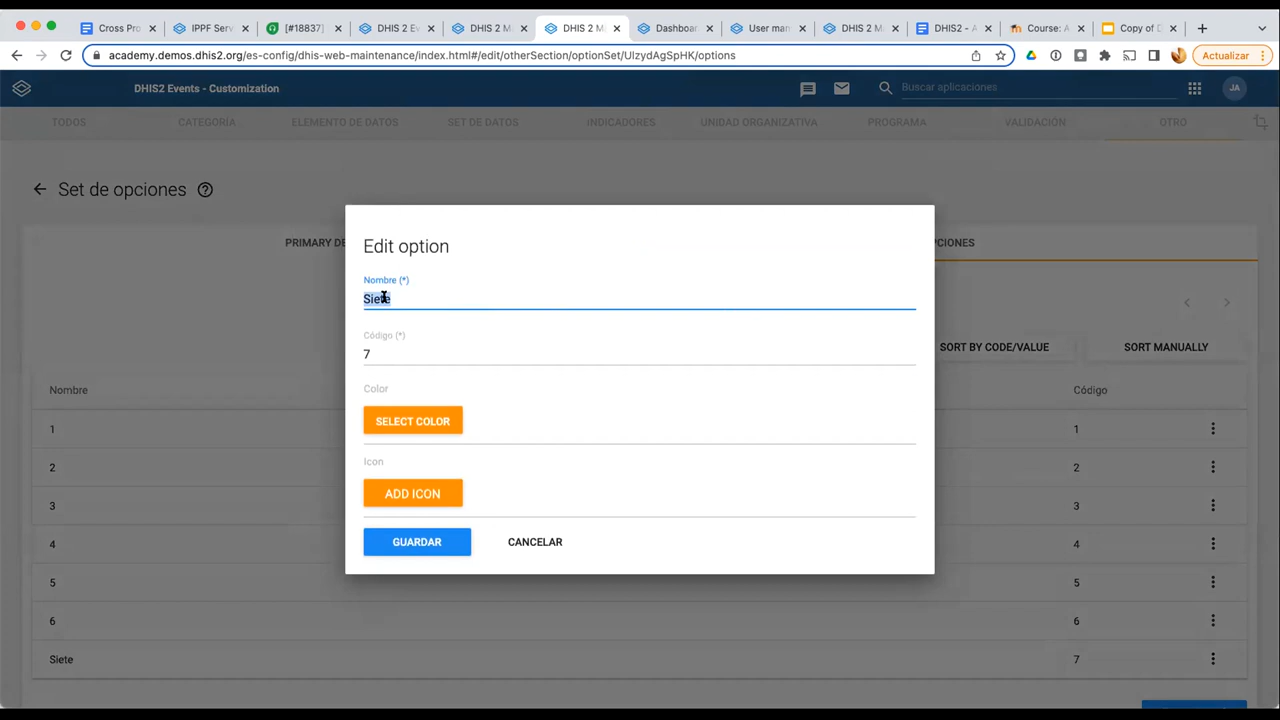 Cross Pro
IPPF Serv
[#18837]
DHIS 2 Ev
DHIS 2 Ma
DHIS 2 M
Dashboar
User man
DHIS 2 M
DHIS2 - A
Course: A
Copy of D
academy.demos.dhis2.org/es-config/dhis-web-maintenance/index.html#/edit/otherSection/optionSet/UlzydAgSpHK/options
Actualizar
DHIS2 Events - Customization
Buscar aplicaciones
JA
TODOS
CATEGORÍA
ELEMENTO DE DATOS
SET DE DATOS
INDICADORES
UNIDAD ORGANIZATIVA
PROGRAMA
VALIDACIÓN
OTRO
Set de opciones
PRIMARY DE
PCIONES
Edit option
Nombre (*)
Siete
Código (*)
7
Color
SELECT COLOR
Icon
ADD ICON
GUARDAR
CANCELAR
SORT BY CODE/VALUE
SORT MANUALLY
Nombre
Código
1
1
2
2
3
3
4
4
5
5
6
6
Siete
7